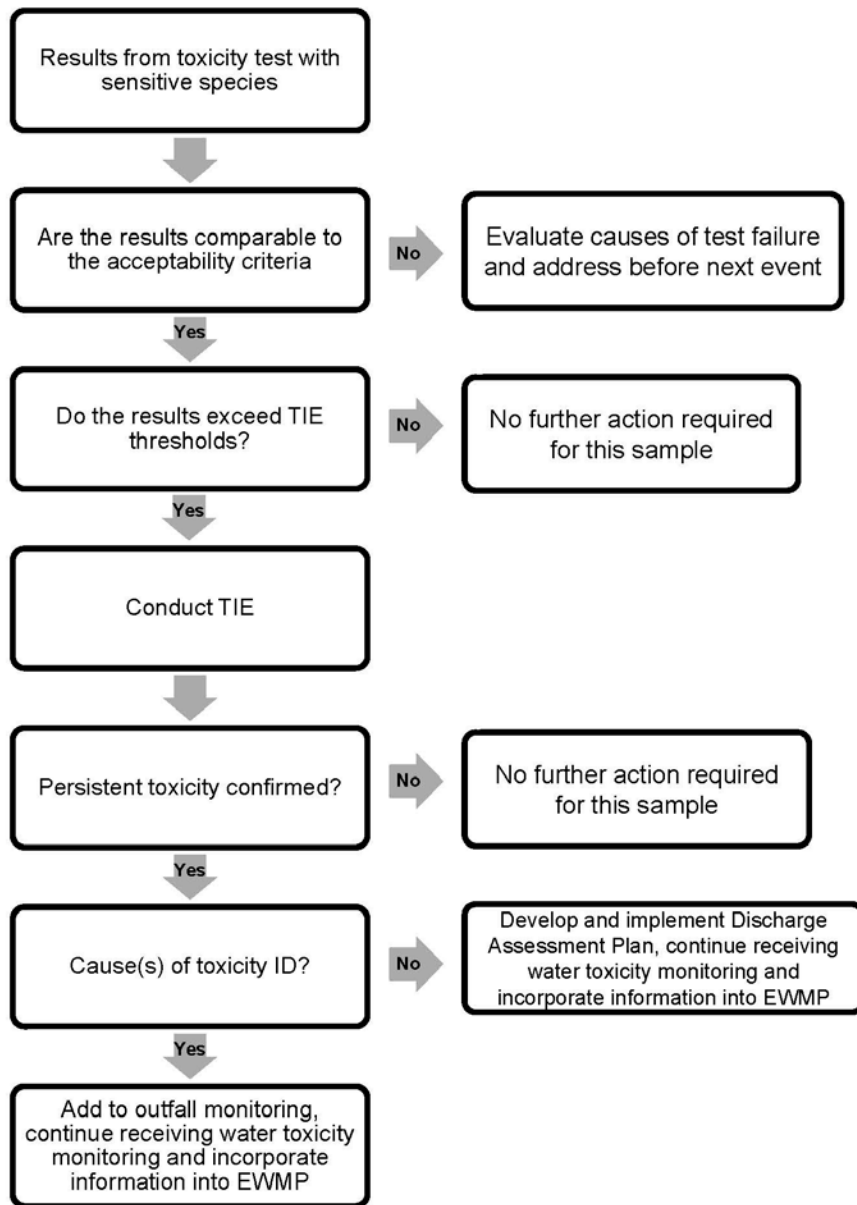 Results from toxicity test with
sensitive species
Are the results comparable to
the acceptability criteria
No
Evaluate causes of test failure
and address before next event
Yes
Do the results exceed TIE
thresholds?
No
No further action required
for this sample
Yes
Conduct TIE
Persistent toxicity confirmed?
No
No further action required
for this sample
Yes
Cause(s) of toxicity ID?
No
Develop and implement Discharge
Assessment Plan, continue receiving
water toxicity monitoring and
incorporate information into EWMP
Yes
Add to outfall monitoring,
continue receiving water toxicity
monitoring and incorporate
information into EWMP